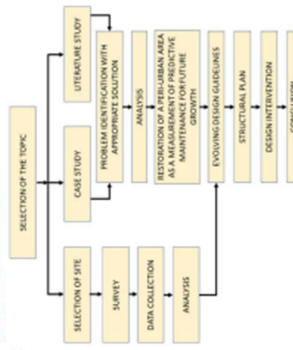 SELECTION OF THE TOPIC
SELECTION OF SITE
CASE STUDY
LITERATURE STUDY
SURVEY
DATA COLLECTION
ANALYSIS
PROBLEM IDENTIFICATION WITH
APPROPRIATE SOLUTION
ANALYSIS
RESTORATION OF A PERI-URBAN AREA
AS A MEASUREMENT OF PREDICTIVE
MAINTENANCE FOR FUTURE
GROWTH
EVOLVING DESIGN GUIDELINES
STRUCTURAL PLAN
DESIGN INTERVENTION